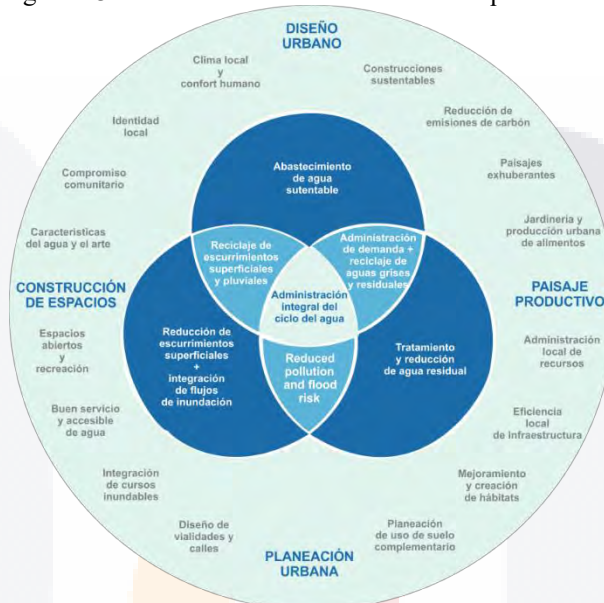 DISEÑO
URBANO
Clima local
y
confort humano
Construcciones
sustentables
Identidad
local
Reducción de
emisiones de carbón
Abastecimiento
de agua
sutentable
Compromiso
comunitario
Paisajes
exhuberantes
Características
del agua y el arte
Reciclaje de
escurrimientos
superficiales
y pluviales
Administración
de demanda +
reciclaje de
aguas grises
y residuales
Jardinería y
producción urbana
de alimentos
CONSTRUCCIÓN
DE ESPACIOS
Administración
integral del
ciclo del agua
PAISAJE
PRODUCTIVO
Espacios
abiertos
y
recreación
Reducción de
escurrimientos
superficiales
+
integración
de flujos
de inundación
Reduced
pollution
and flood
risk
Tratamiento
y reducción
de agua residual
Administración
local de
recursos
Buen servicio
y accesible
de agua
Eficiencia
local
de infraestructura
Integración
de cursos
inundables
Mejoramiento
y creación
de hábitats
Diseño de
vialidades y
calles
Planeación
de uso de suelo
complementario
PLANEACIÓN
URBANA